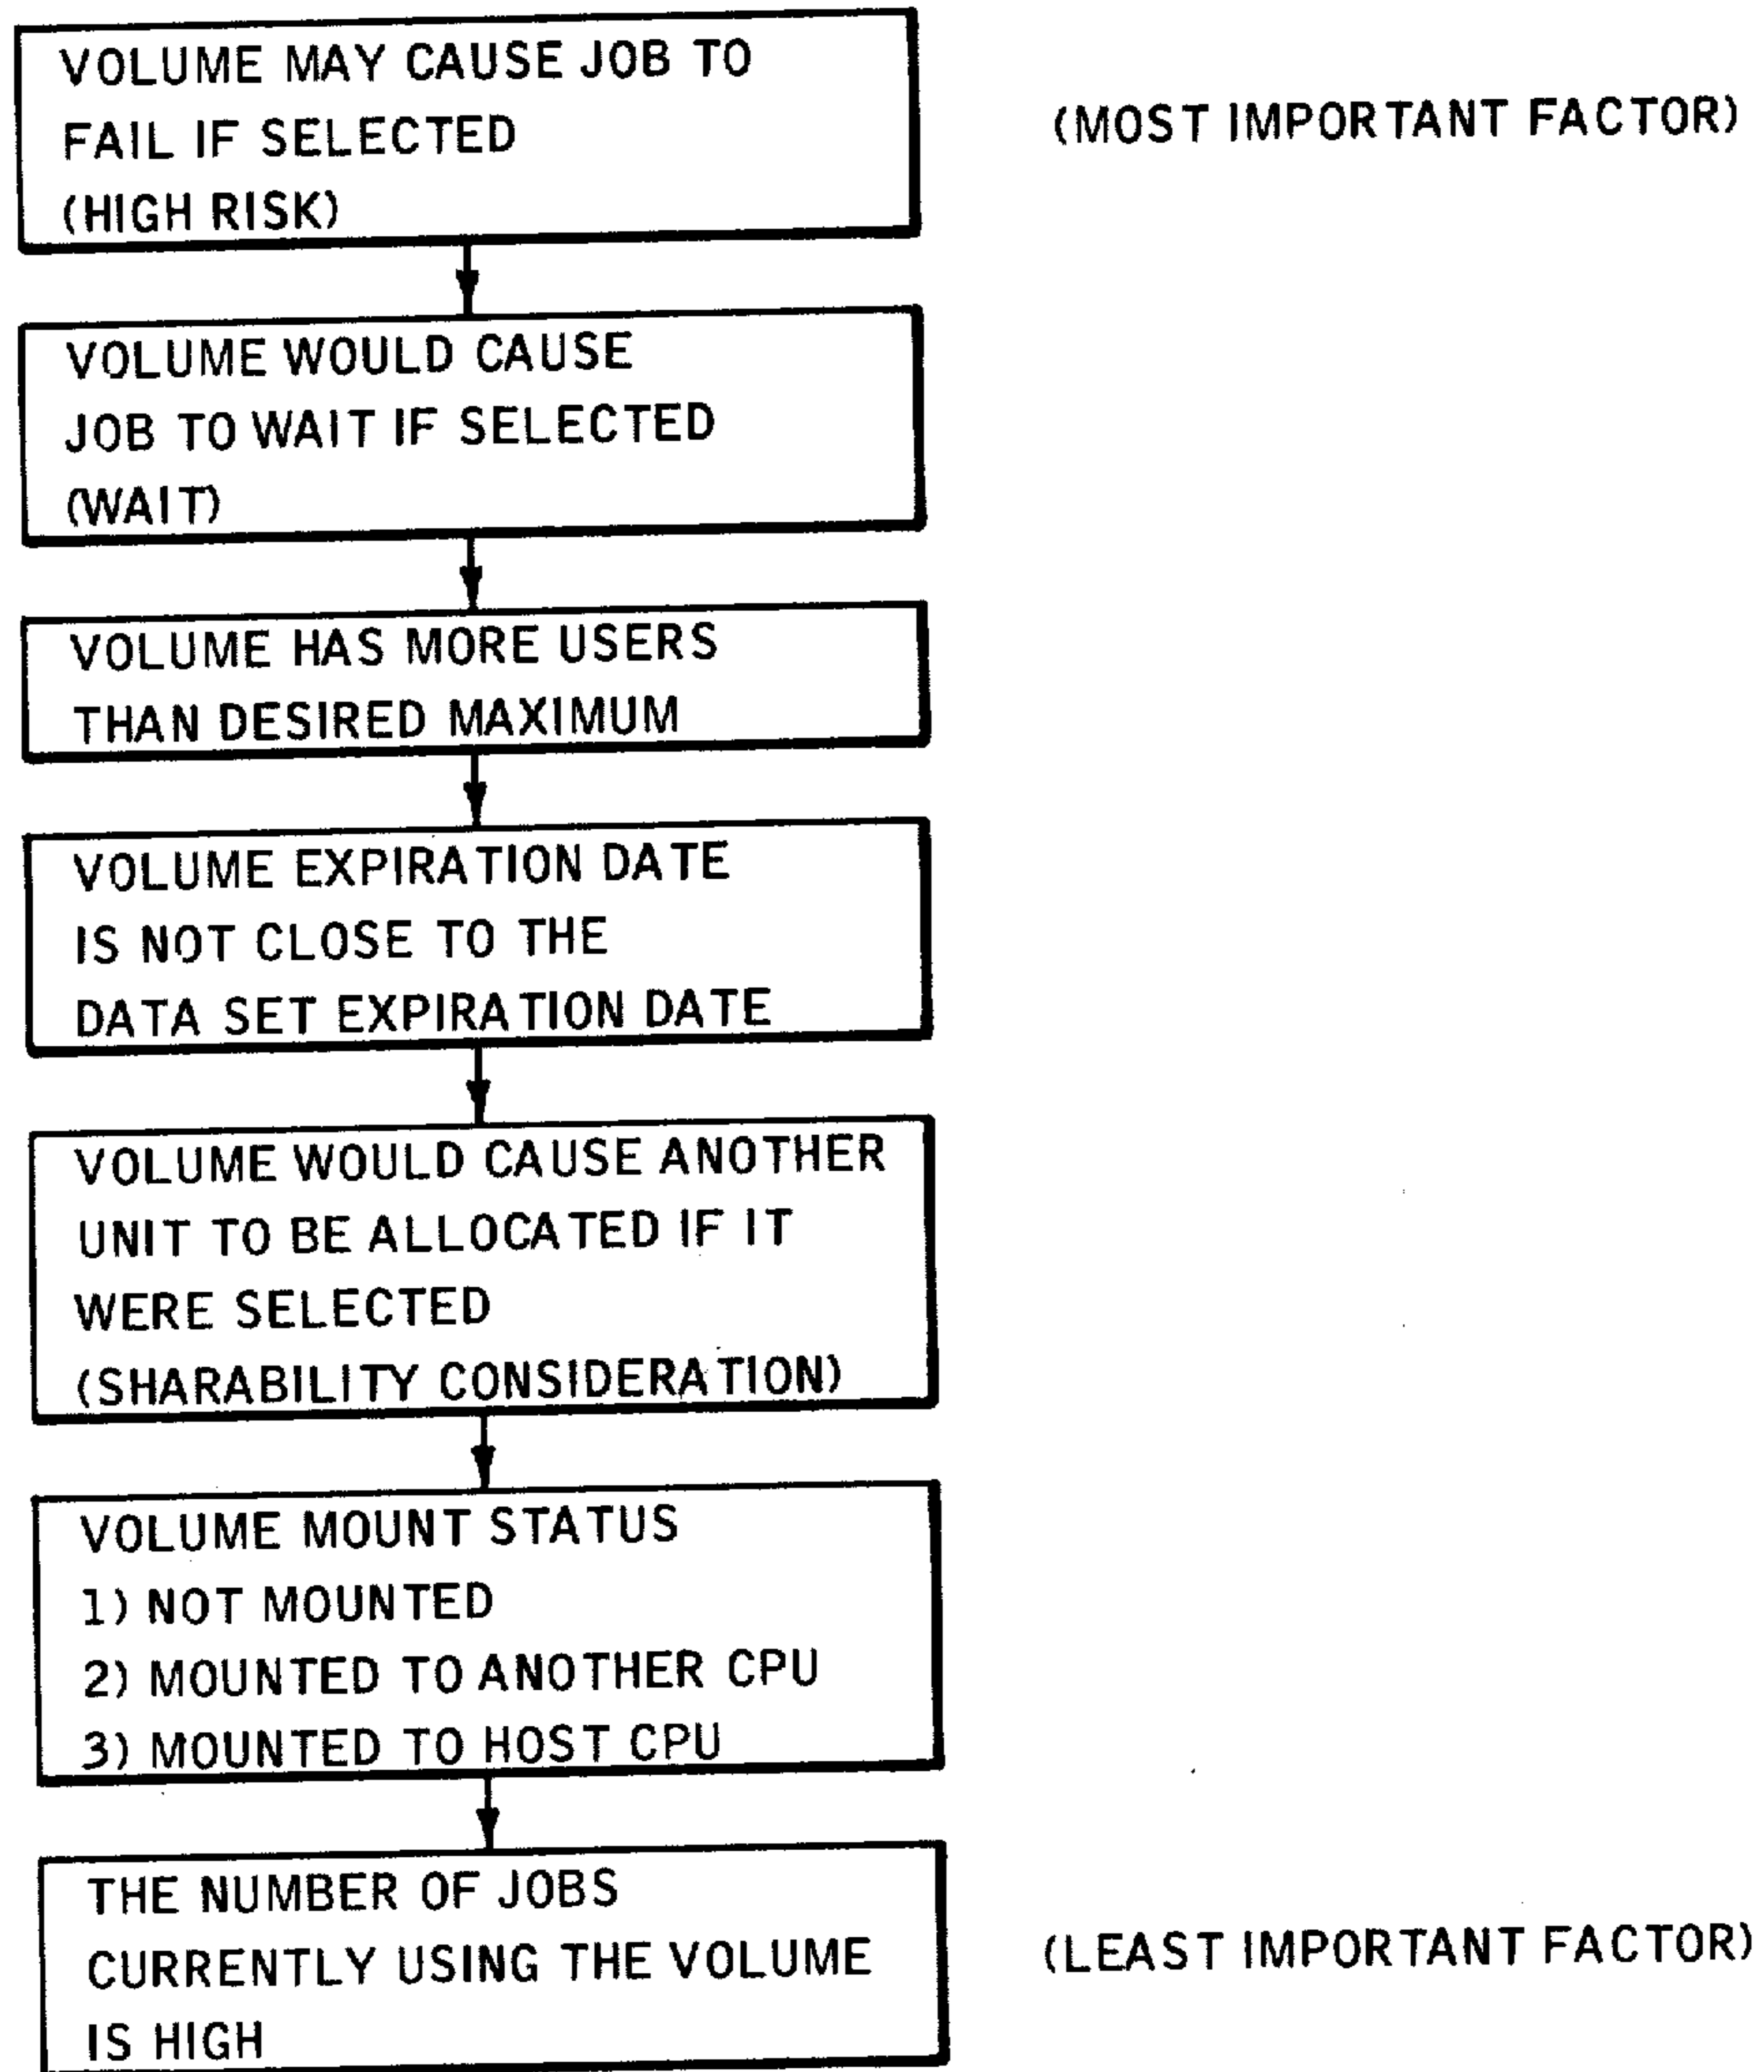 VOLUME MAY CAUSE JOB TO
FAIL IF SELECTED
(HIGH RISK)
(MOST IMPORTANT FACTOR)
VOLUME WOULD CAUSE
JOB TO WAIT IF SELECTED
(WAIT)
VOLUME HAS MORE USERS
THAN DESIRED MAXIMUM
VOLUME EXPIRATION DATE
IS NOT CLOSE TO THE
DATA SET EXPIRATION DATE
VOLUME WOULD CAUSE ANOTHER
UNIT TO BE ALLOCATED IF IT
WERE SELECTED
(SHARABILITY CONSIDERATION)
VOLUME MOUNT STATUS
1) NOT MOUNTED
2) MOUNTED TO ANOTHER CPU
3) MOUNTED TO HOST CPU
THE NUMBER OF JOBS
CURRENTLY USING THE VOLUME
IS HIGH
(LEAST IMPORTANT FACTOR)